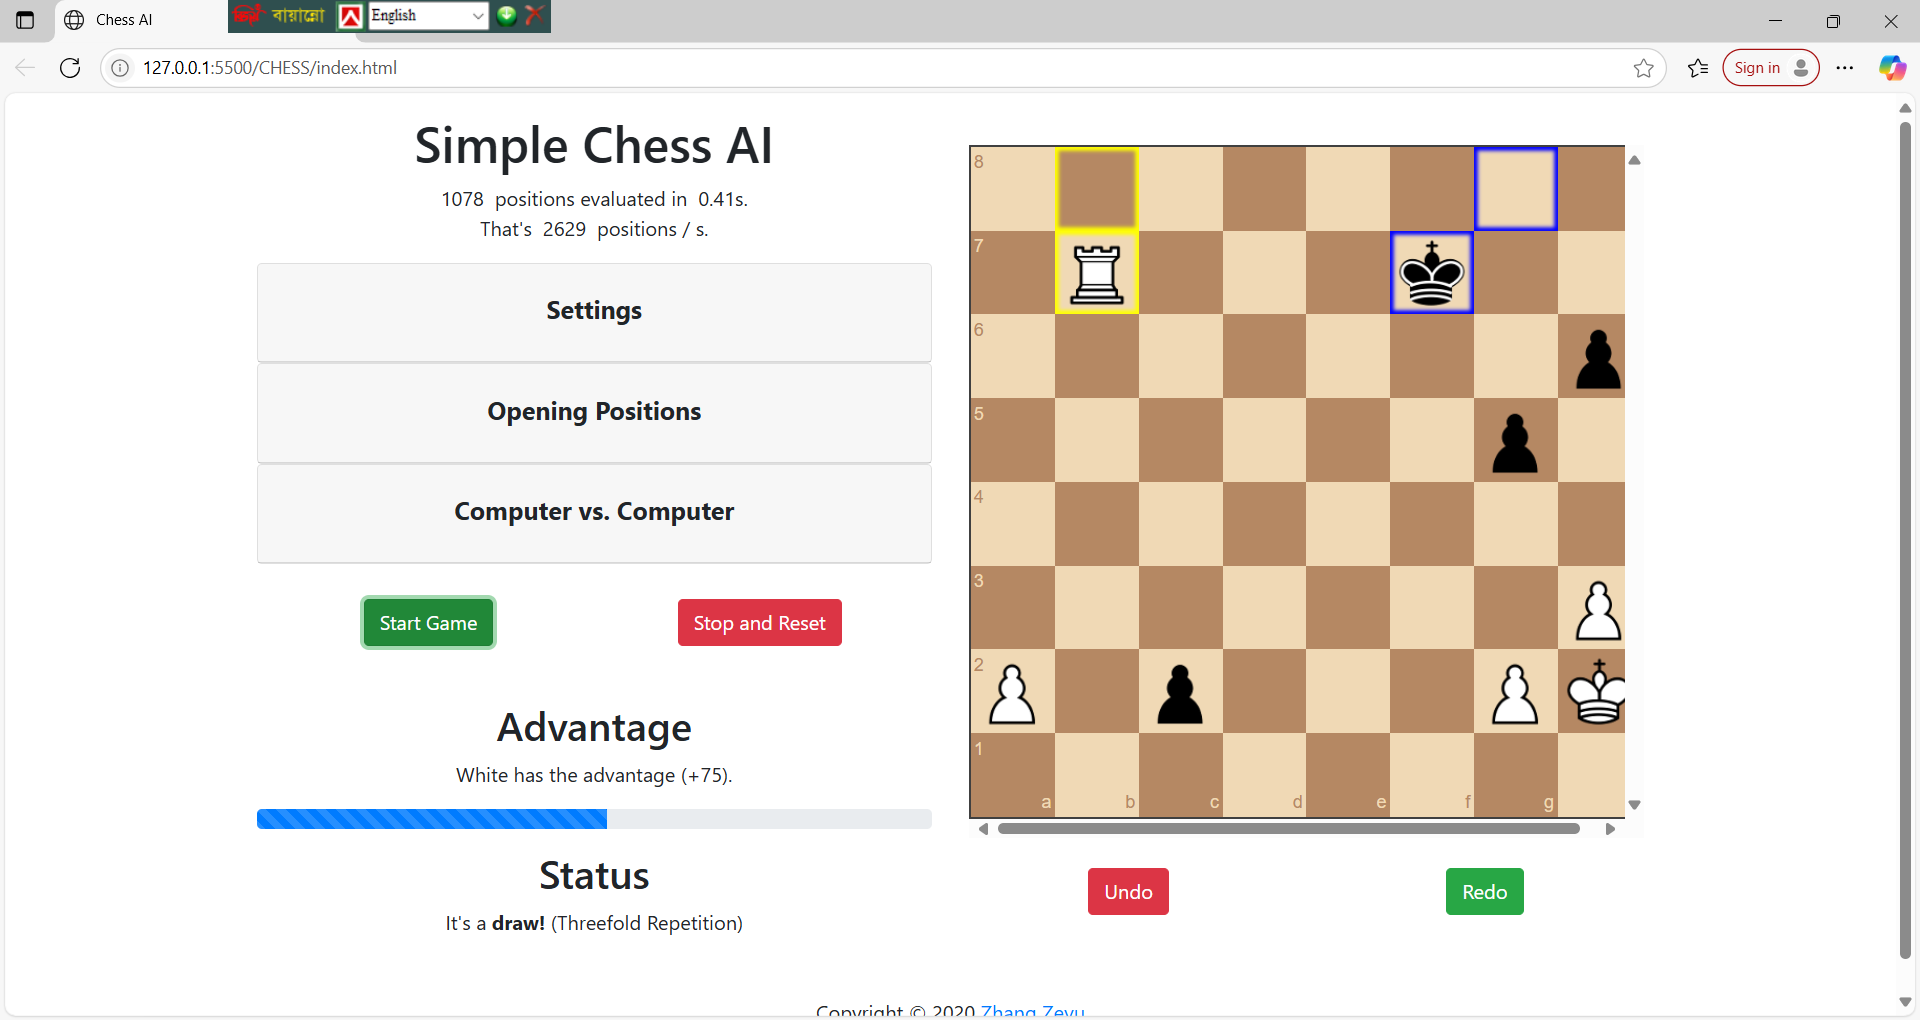 Chess AI
বায়ান্নো
English
127.0.0.1:5500/CHESS/index.html
Sign in
Simple Chess AI
1078 positions evaluated in 0.41s.
That's 2629 positions / s.
Settings
Opening Positions
Computer vs. Computer
Start Game
Stop and Reset
Advantage
White has the advantage (+75).
Status
It's a draw! (Threefold Repetition)
8
7
6
5
4
3
2
1
a b c d e f g
Undo
Redo
Copyright © 2020 Zhang Zeyu